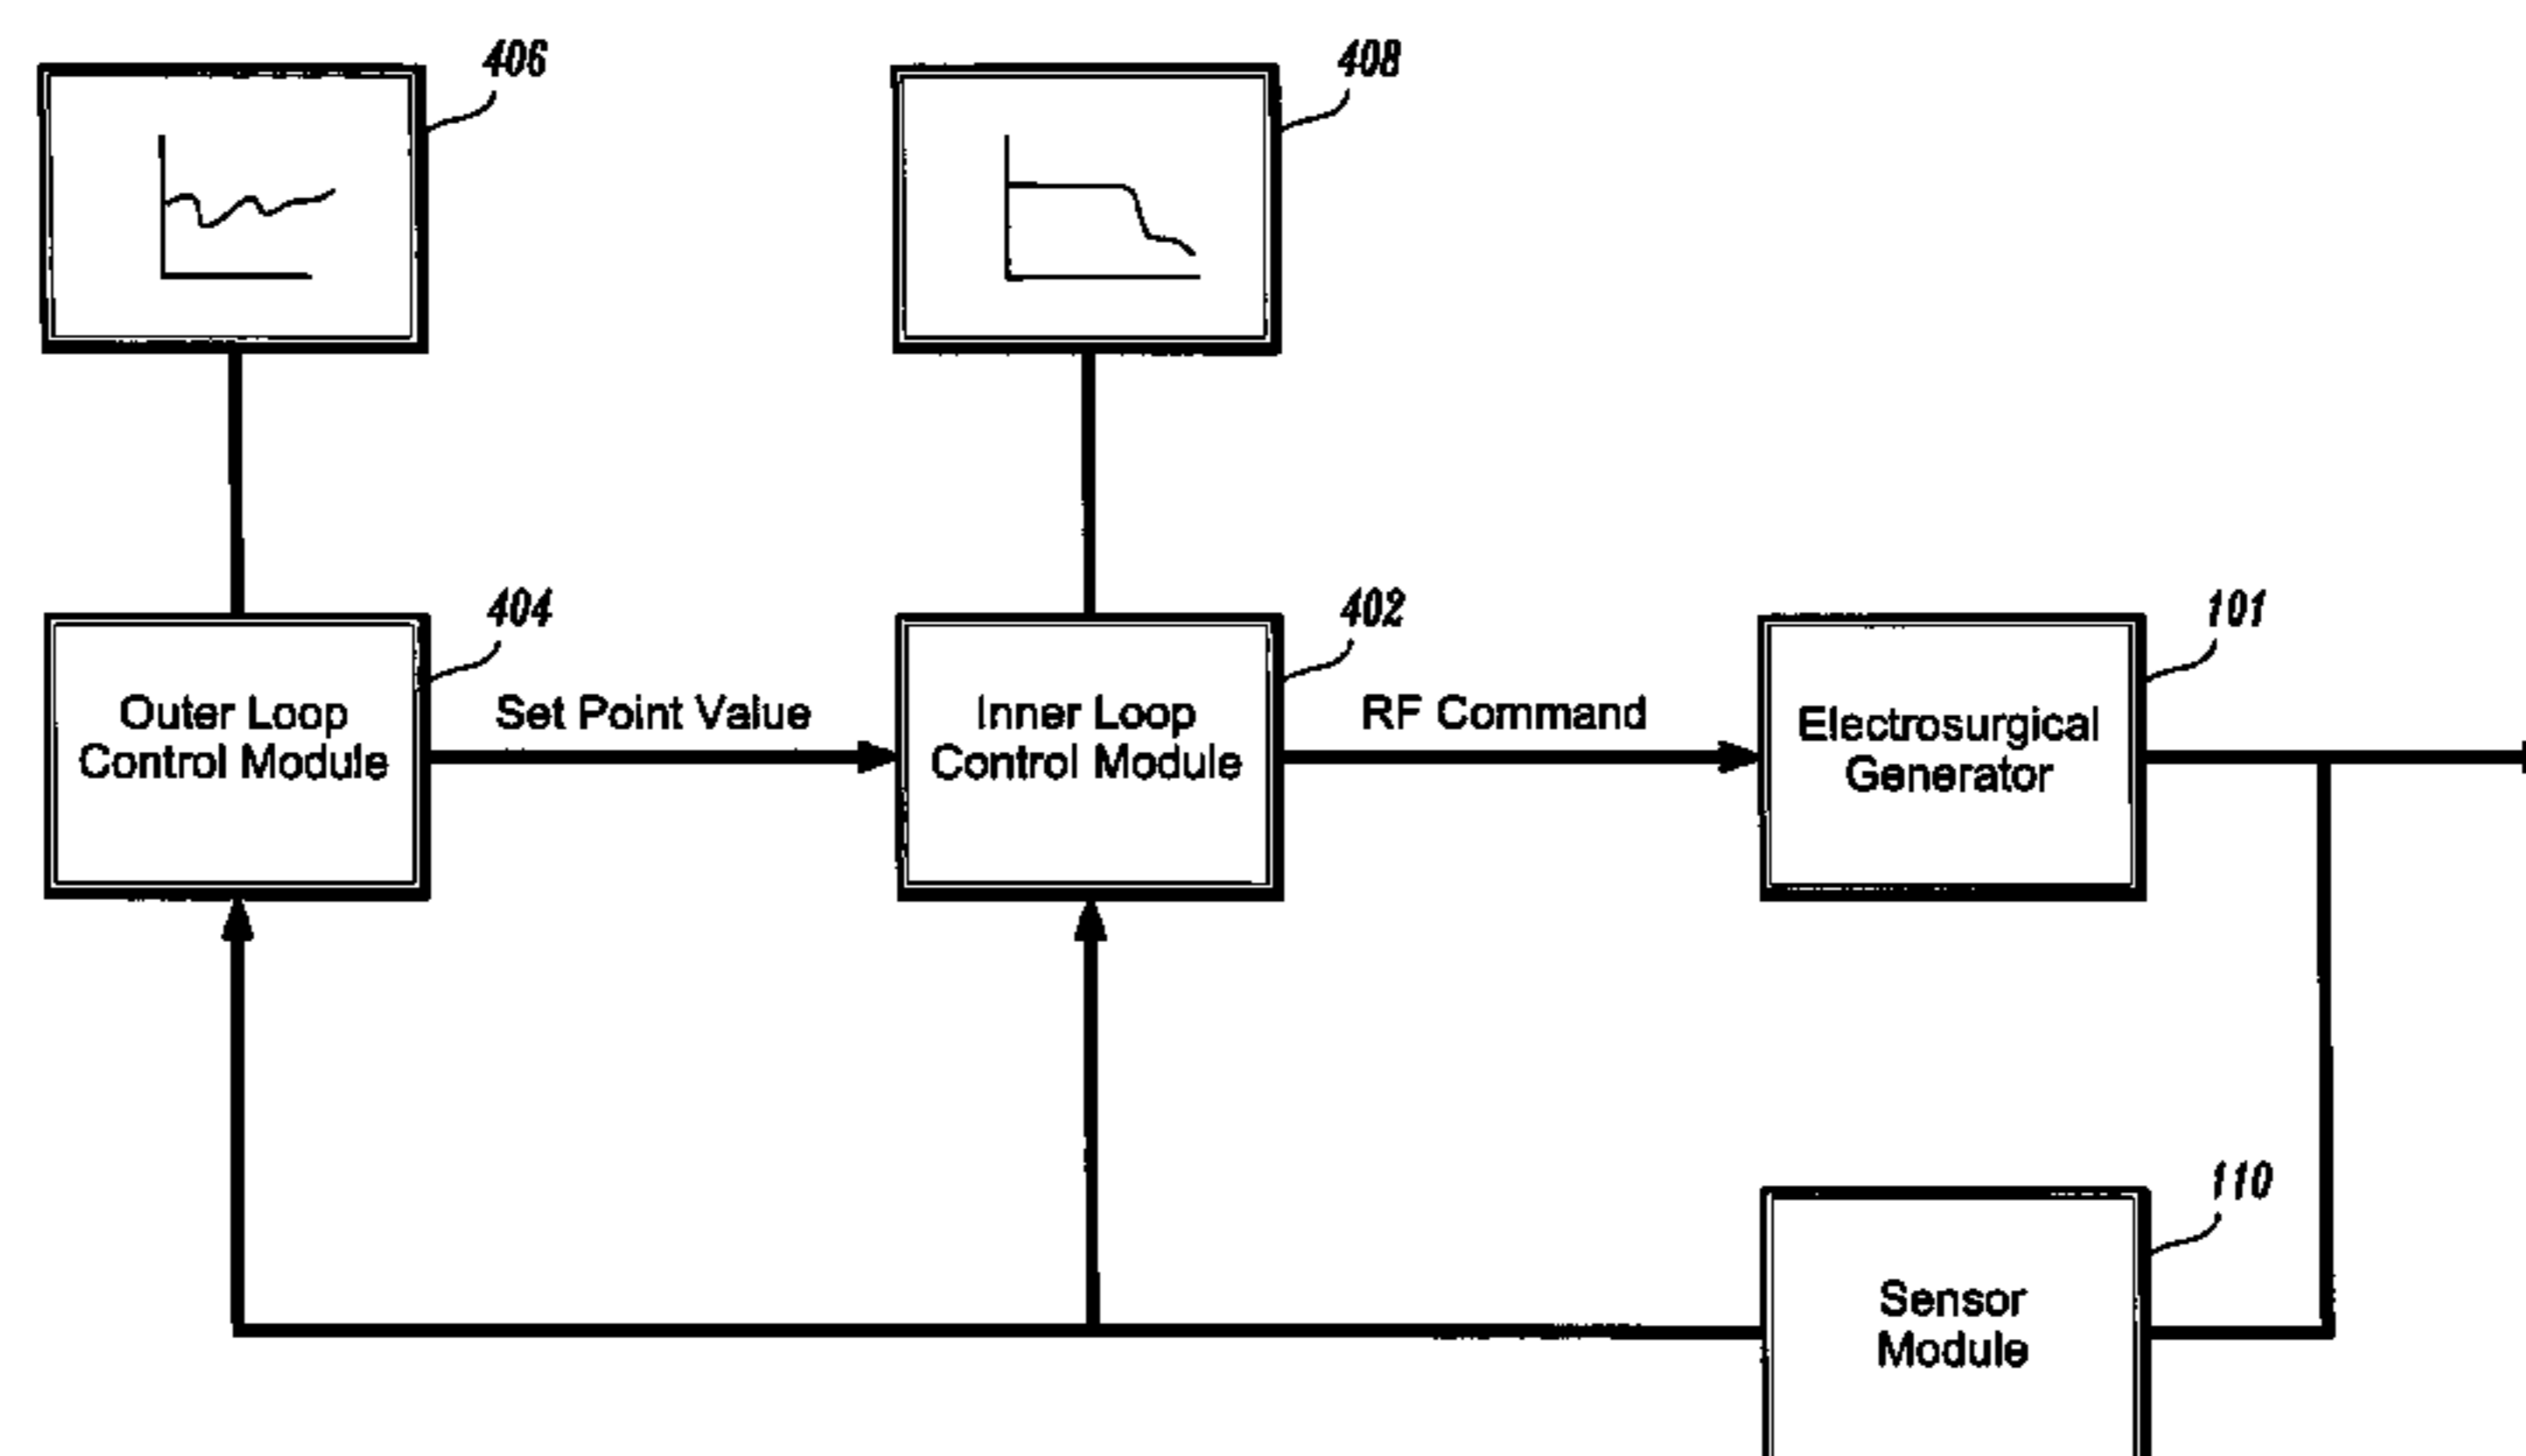 406
408
404
402
101
Outer Loop
Control Module
Set Point Value
Inner Loop
Control Module
RF Command
Electrosurgical
Generator
110
Sensor
Module